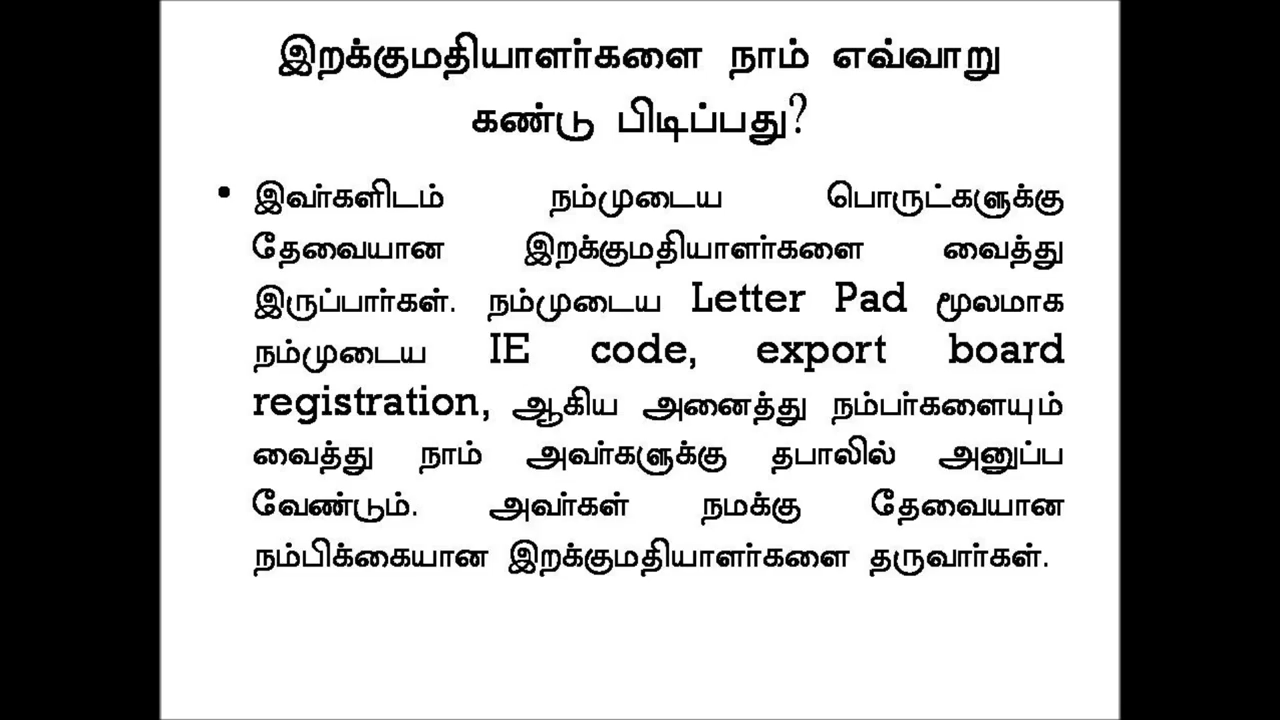 இறக்குமதியாளர்களை நாம் எவ்வாறு
கண்டு பிடிப்பது?
• இவர்களிடம் நம்முடைய பொருட்களுக்கு
தேவையான இறக்குமதியாளர்களை வைத்து
இருப்பார்கள். நம்முடைய Letter Pad மூலமாக
நம்முடைய IE code, export board
registration, ஆகிய அனைத்து நம்பர்களையும்
வைத்து நாம் அவர்களுக்கு தபாலில் அனுப்ப
வேண்டும். அவர்கள் நமக்கு தேவையான
நம்பிக்கையான இறக்குமதியாளர்களை தருவார்கள்.